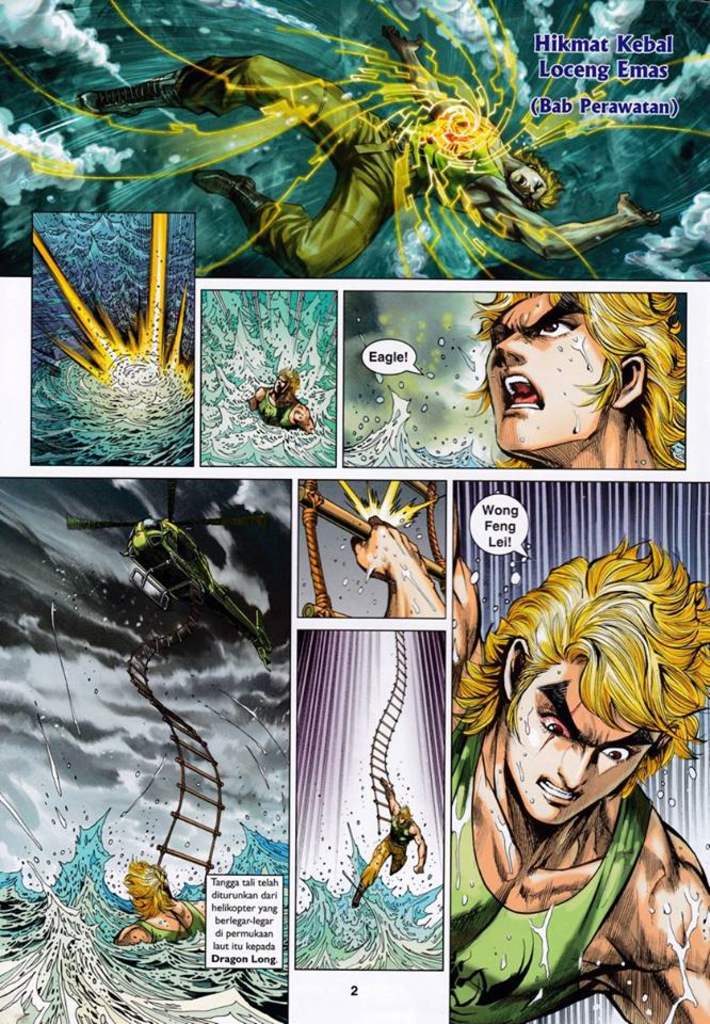 Hikmat Kebal
Loceng Emas
(Bab Perawatan)
Eagle!
Wong
Feng
Lei!
Tangga tali telah
diturunkan dari
helikopter yang
berlegar-legar
di permukaan
laut itu kepada
Dragon Long.
2